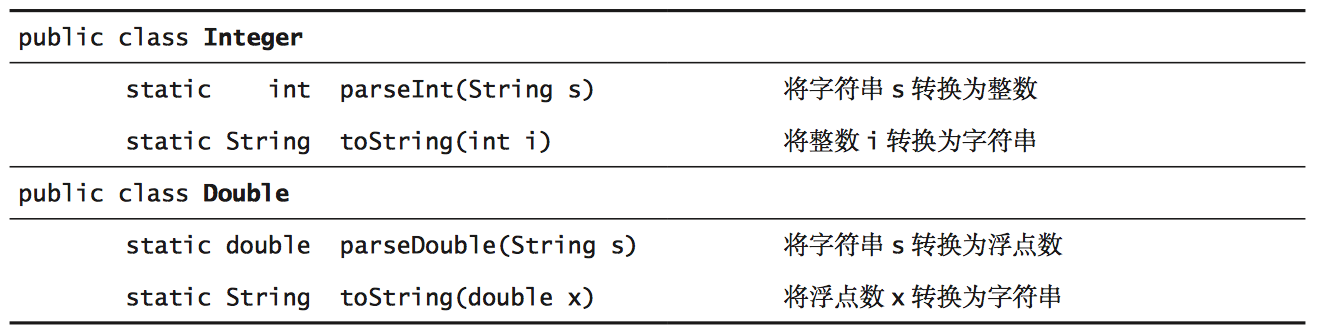 public class Integer
static int parseInt(String s) 将字符串 s 转换为整数
static String toString(int i) 将整数 i 转换为字符串
public class Double
static double parseDouble(String s) 将字符串 s 转换为浮点数
static String toString(double x) 将浮点数 x 转换为字符串